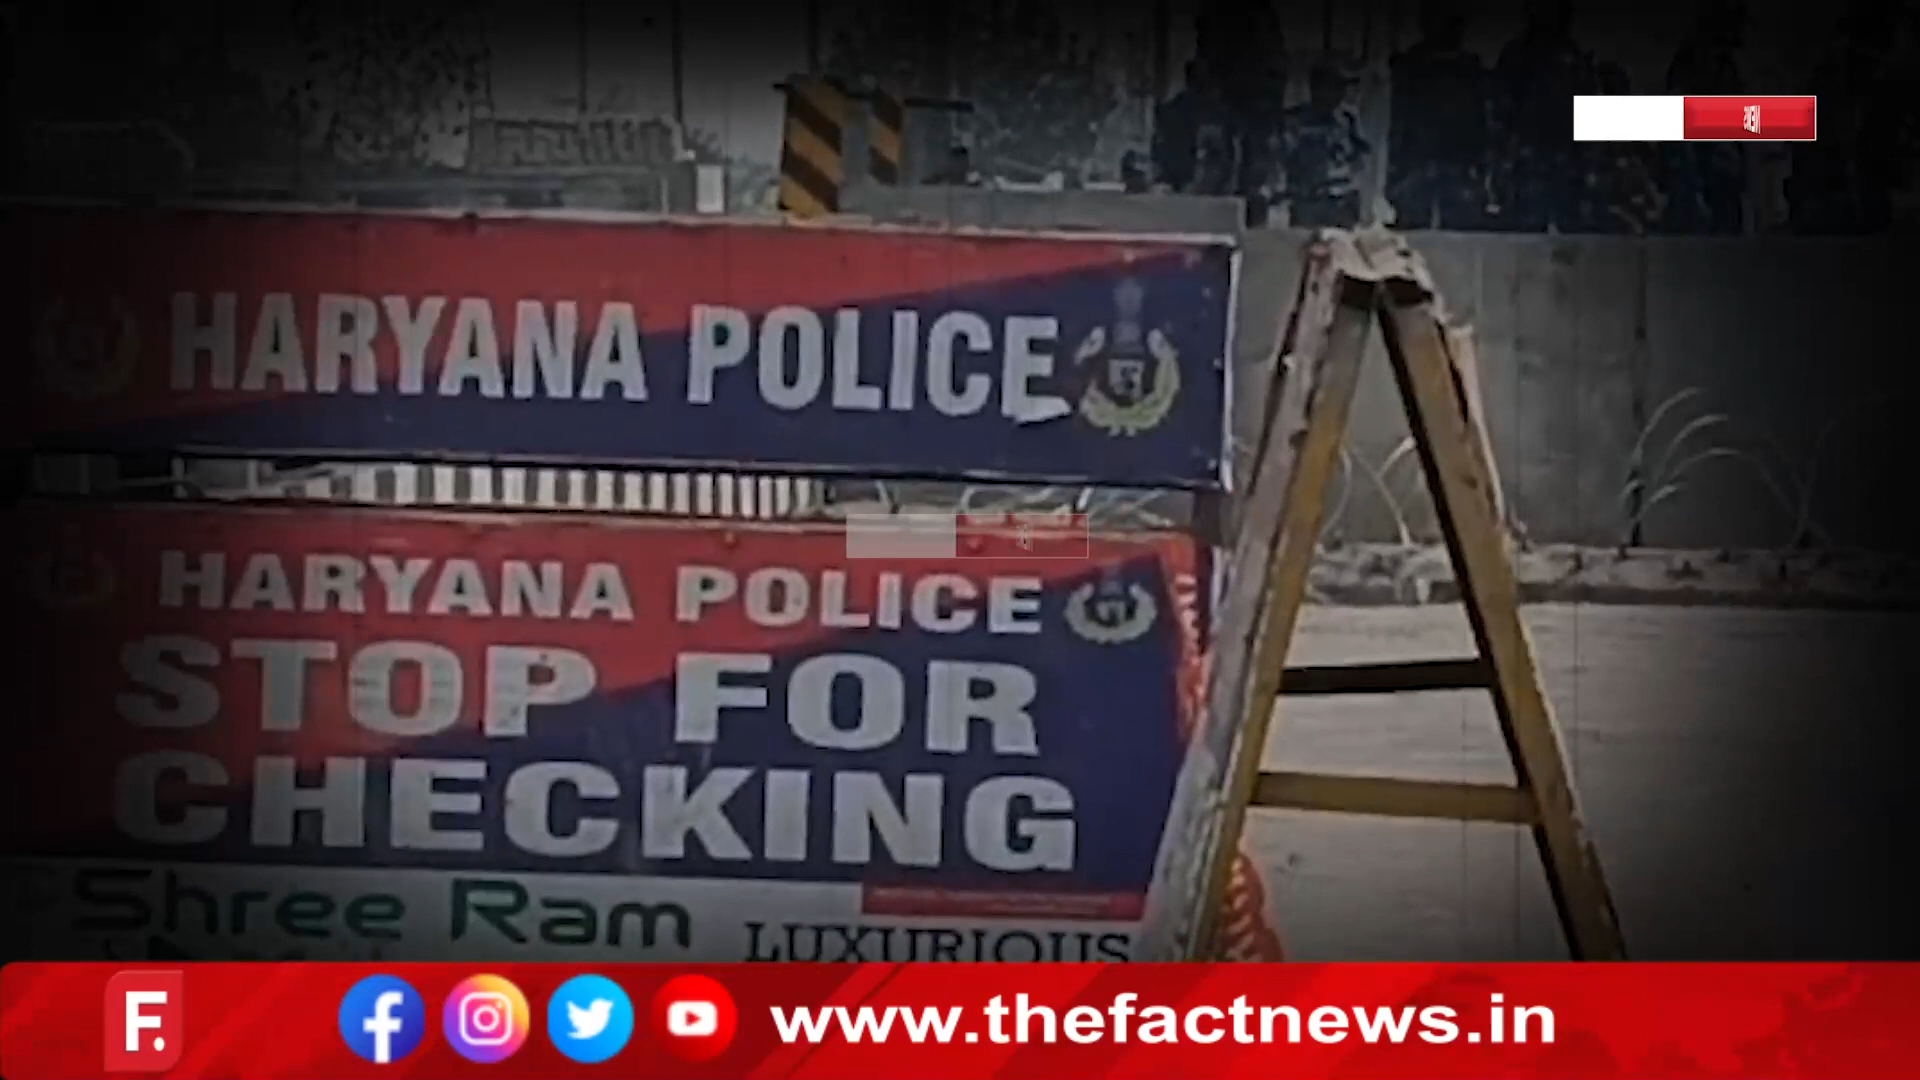 HARYANA POLICE
HARYANA POLICE
STOP FOR
CHECKING
Shree Ram
LUXURIOUS
F.
www.thefactnews.in